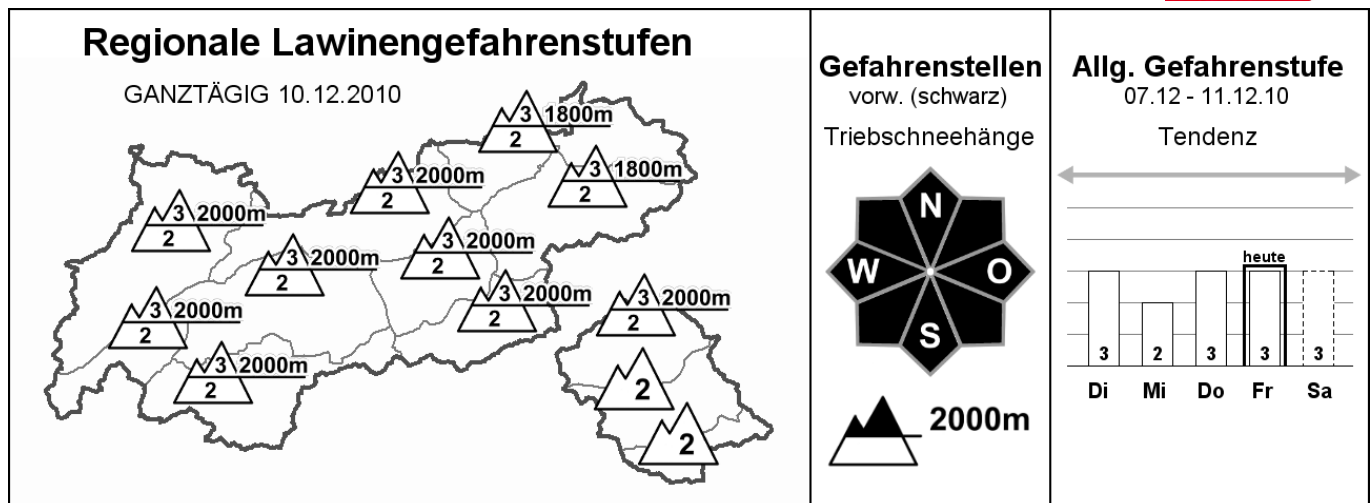 Regionale Lawinengefahrenstufen
GANZTÄGIG 10.12.2010
3 1800m
2
3 1800m
2
3 2000m
2
3 2000m
2
3 2000m
2
3 2000m
2
3 2000m
2
3 2000m
2
3 2000m
2
3 2000m
2
2
2
Gefahrenstellen
vorw. (schwarz)
Triebschneehänge
N
W O
S
2000m
Allg. Gefahrenstufe
07.12 - 11.12.10
Tendenz
heute
3 2 3 3 3
Di Mi Do Fr Sa